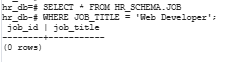 hr_db=# SELECT * FROM HR_SCHEMA.JOB
hr_db-# WHERE JOB_TITLE = 'Web Developer';
job_id | job_title
--------+-----------
(0 rows)